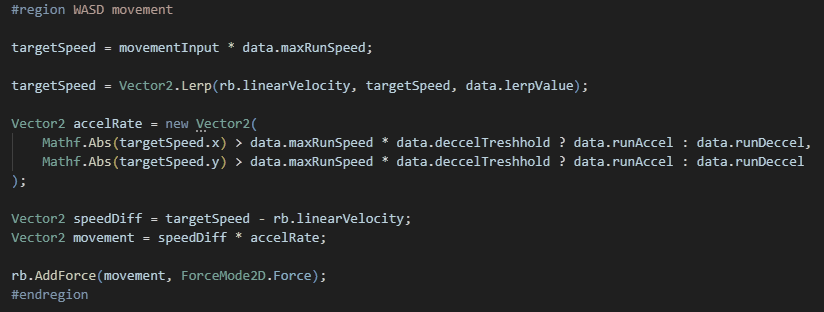 #region WASD movement
targetSpeed = movementInput * data.maxRunSpeed;
targetSpeed = Vector2.Lerp(rb.linearVelocity, targetSpeed, data.lerpValue);
Vector2 accelRate = new Vector2(
    Mathf.Abs(targetSpeed.x) > data.maxRunSpeed * data.deccelTreshhold ? data.runAccel : data.runDeccel,
    Mathf.Abs(targetSpeed.y) > data.maxRunSpeed * data.deccelTreshhold ? data.runAccel : data.runDeccel
);
Vector2 speedDiff = targetSpeed - rb.linearVelocity;
Vector2 movement = speedDiff * accelRate;
rb.AddForce(movement, ForceMode2D.Force);
#endregion